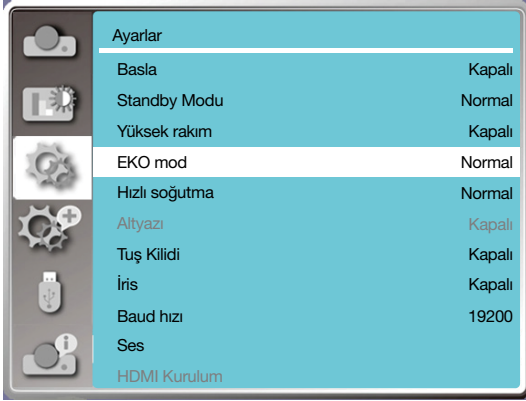 Ayarlar
Basla Kapalı
Standby Modu Normal
Yüksek rakım Kapalı
EKO mod Normal
Hızlı soğutma Normal
Altyazı Kapalı
Tuş Kilidi Kapalı
İris Kapalı
Baud hızı 19200
Ses
HDMI Kurulum